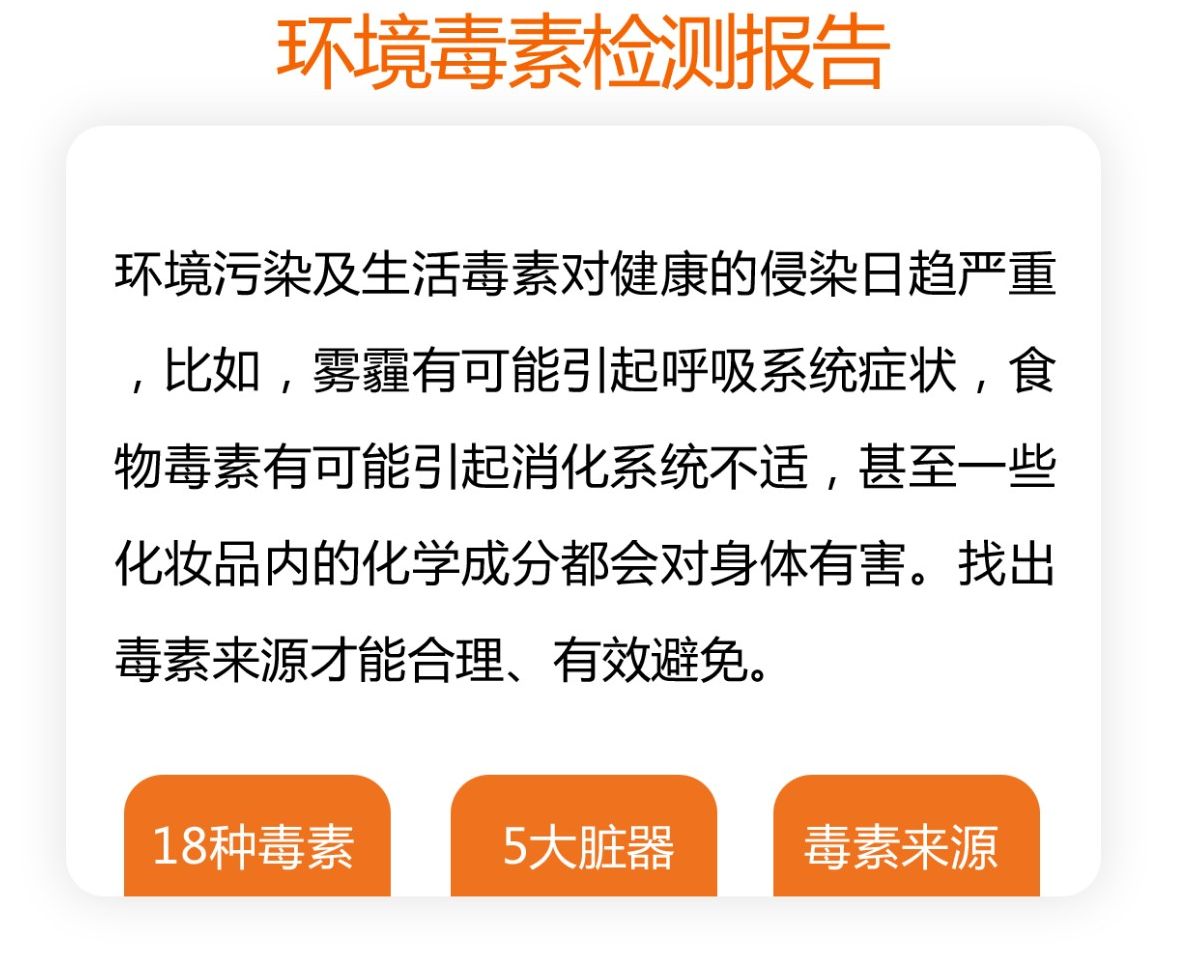 环境毒素检测报告
环境污染及生活毒素对健康的侵染日趋严重
，比如，雾霾有可能引起呼吸系统症状，食
物毒素有可能引起消化系统不适，甚至一些
化妆品内的化学成分都会对身体有害。找出
毒素来源才能合理、有效避免。
18种毒素
5大脏器
毒素来源